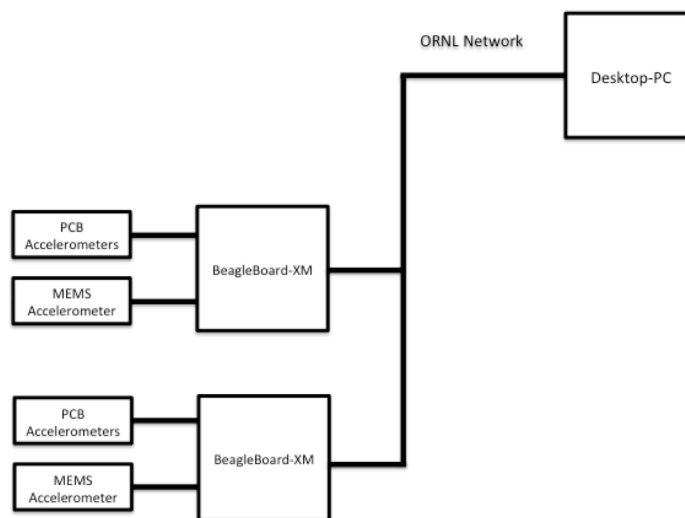 ORNL Network
Desktop-PC
PCB
Accelerometers
BeagleBoard-XM
MEMS
Accelerometer
PCB
Accelerometers
BeagleBoard-XM
MEMS
Accelerometer